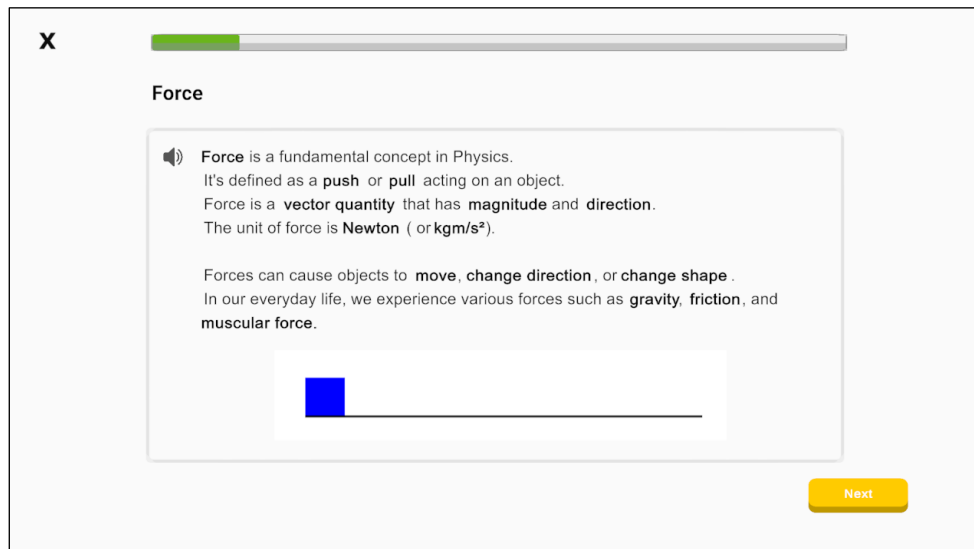 X
Force
Force is a fundamental concept in Physics.
It's defined as a push or pull acting on an object.
Force is a vector quantity that has magnitude and direction.
The unit of force is Newton ( or kgm/s²).
Forces can cause objects to move, change direction, or change shape.
In our everyday life, we experience various forces such as gravity, friction, and
muscular force.
Next